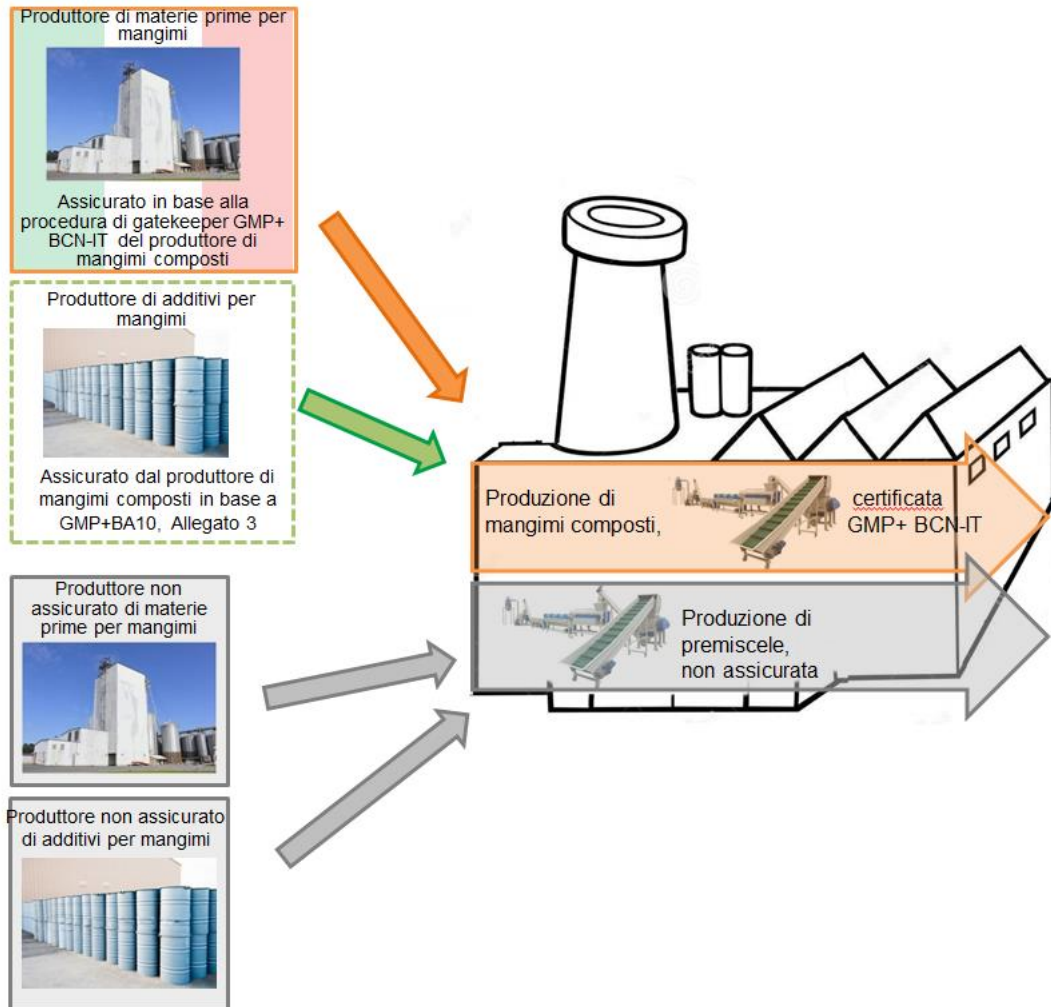 Produttore di materie prime per
mangimi
Assicurato in base alla
procedura di gatekeeper GMP+
BCN-IT del produttore di
mangimi composti
Produttore di additivi per
mangimi
Assicurato dal produttore di
mangimi composti in base a
GMP+BA10, Allegato 3
Produzione di
mangimi composti,
certificata
GMP+ BCN-IT
Produttore non
assicurato di materie
prime per mangimi
Produzione di
premiscele,
non assicurata
Produttore non assicurato
di additivi per mangimi